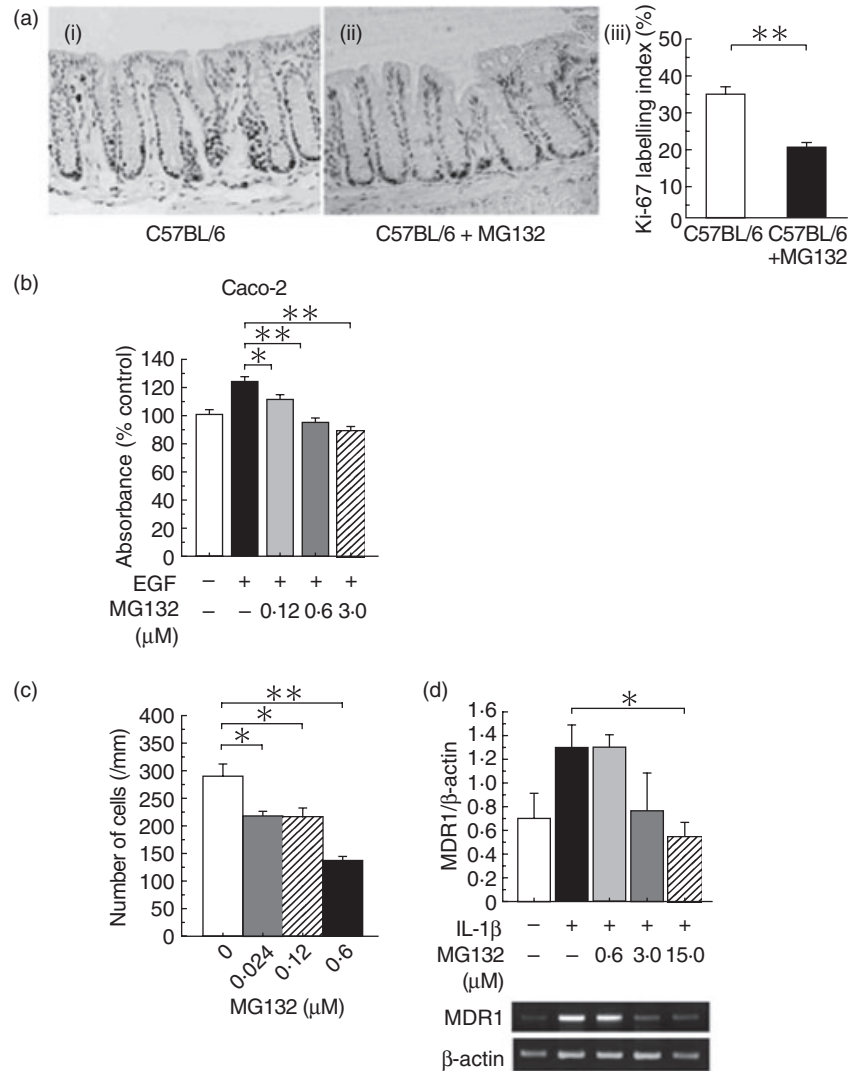 (a)
(i)
(ii)
(iii)
C57BL/6
C57BL/6 + MG132
Ki-67 labelling index (%)
50
40
30
20
10
0
**
C57BL/6 C57BL/6
+MG132
(b)
Caco-2
**
**
*
Absorbance (% control)
140
120
100
80
60
40
20
0
EGF – + + + +
MG132 – – 0·12 0·6 3·0
(μM)
(c)
**
*
*
Number of cells (/mm)
400
350
300
250
200
150
100
50
0
0 0·024 0·12 0·6
MG132 (μM)
(d)
*
MDR1/β-actin
1·6
1·4
1·2
1·0
0·8
0·6
0·4
0·2
0
IL-1β – + + + +
MG132 – – 0·6 3·0 15·0
(μM)
MDR1
β-actin